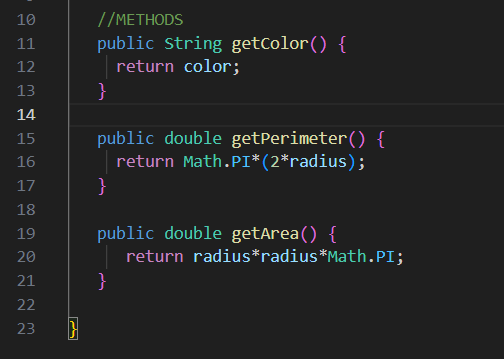 10 //METHODS
11 public String getColor() {
12 return color;
13 }
14
15 public double getPerimeter() {
16 return Math.PI*(2*radius);
17 }
18
19 public double getArea() {
20 return radius*radius*Math.PI;
21 }
22
23 }